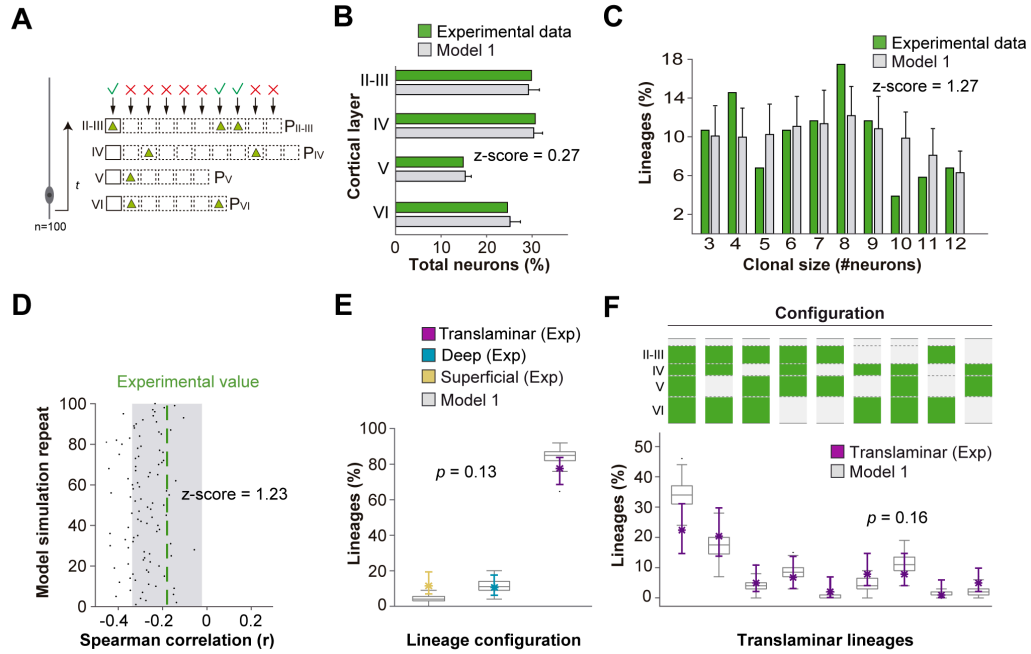 A
II-III
P_II-III
IV
P_IV
V
P_V
VI
P_VI
t
n=100
B
Experimental data
Model 1
Cortical layer
II-III
IV
V
VI
z-score = 0.27
0 10 20 30
Total neurons (%)
C
Experimental data
Model 1
z-score = 1.27
Lineages (%)
18
14
10
6
2
3 4 5 6 7 8 9 10 11 12
Clonal size (#neurons)
D
Experimental value
Model simulation repeat
100
80
60
40
20
0
z-score = 1.23
-0.4 -0.2 0 0.2
Spearman correlation (r)
E
Translaminar (Exp)
Deep (Exp)
Superficial (Exp)
Model 1
Lineages (%)
100
80
60
40
20
0
p = 0.13
Lineage configuration
F
Configuration
II-III
IV
V
VI
Translaminar (Exp)
Model 1
p = 0.16
Lineages (%)
50
40
30
20
10
0
Translaminar lineages